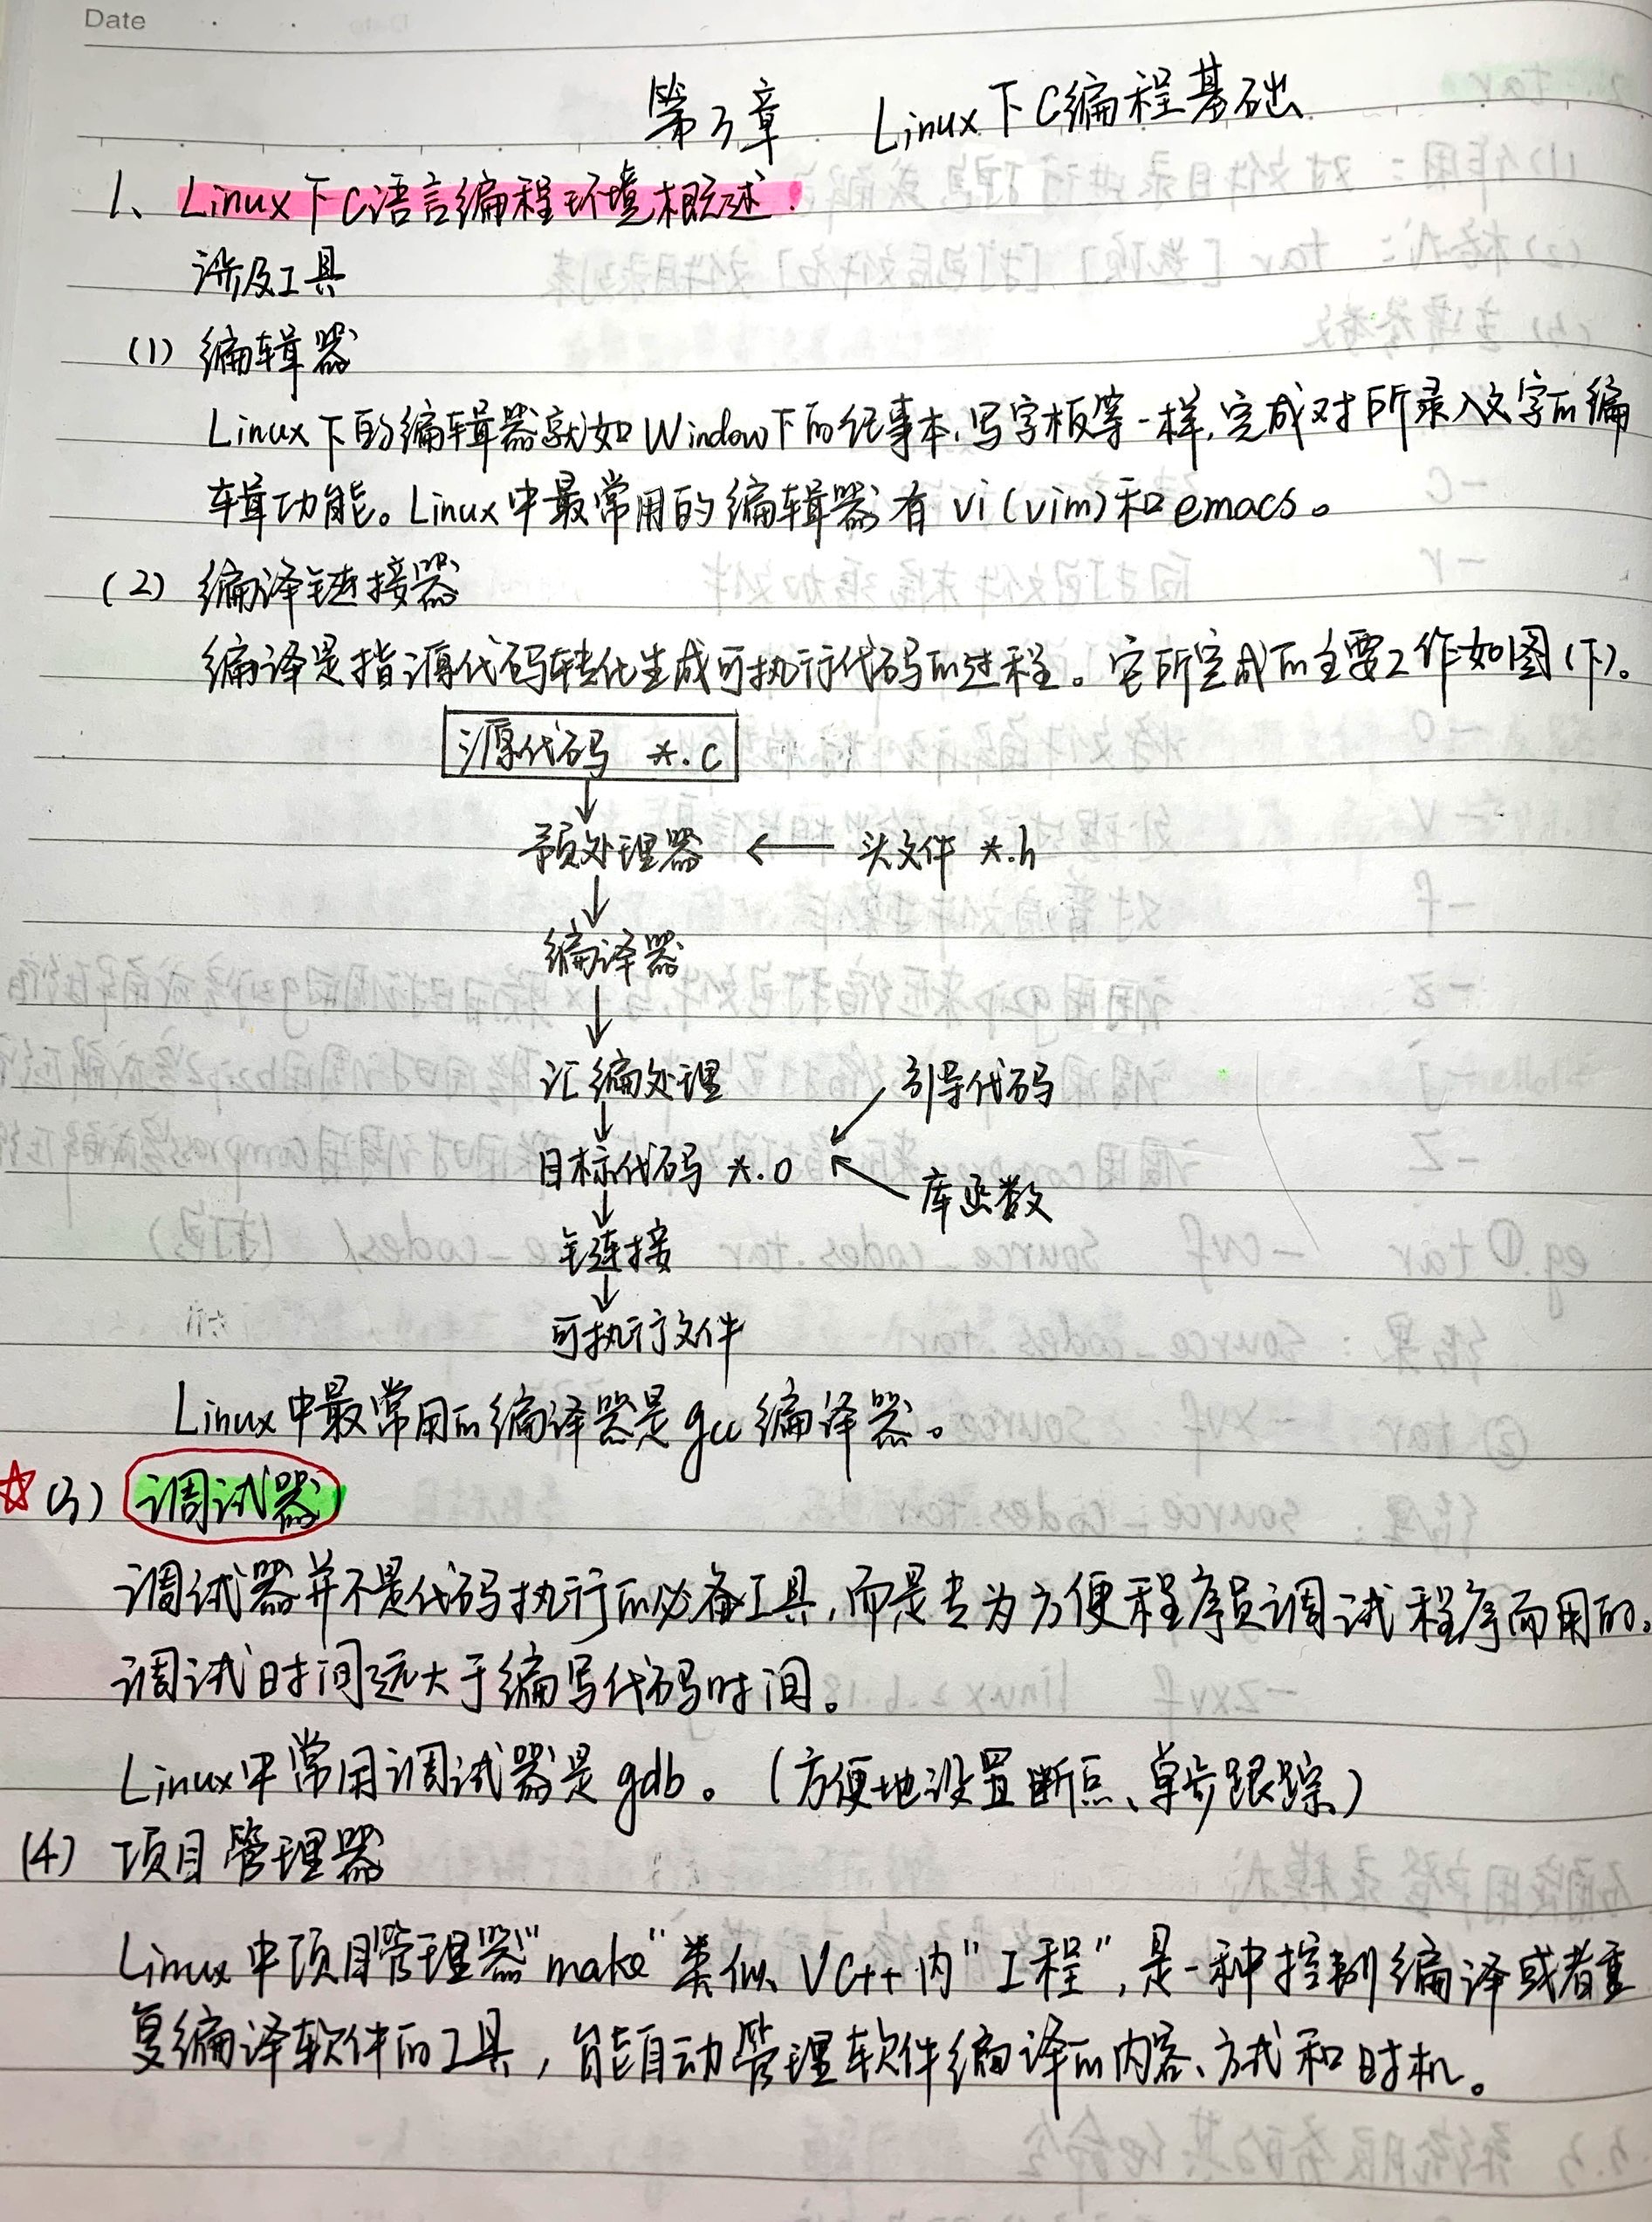 Date
第3章 Linux下C编程基础
1、Linux下C语言编程环境概述.
涉及工具
(1) 编辑器
Linux下的编辑器就如Window下的纪事本,写字板等一样,完成对所录入文字的编
辑功能。Linux中最常用的编辑器有 vi(vim)和emacs。
(2) 编译链接器
编译是指源代码转化生成可执行代码的过程。它所完成的主要工作如图(下)。
源代码 *.c
↓
预处理器 ← 头文件 *.h
↓
编译器
↓
汇编处理 ↙ 引导代码
↓
目标代码 *.o
↓ ↖ 库函数
链接
↓
可执行文件
Linux中最常用的编译器是gcc编译器。
☆(3) 调试器
调试器并不是代码执行的必备工具,而是专为方便程序员调试程序而用的。
调试时间远大于编写代码时间。
Linux中常用调试器是gdb。(方便地设置断点、单步跟踪)
(4) 项目管理器
Linux中项目管理器"make"类似VC++内"工程",是一种控制编译或者重
复编译软件的工具,能自动管理软件编译的内容、方式和时机。